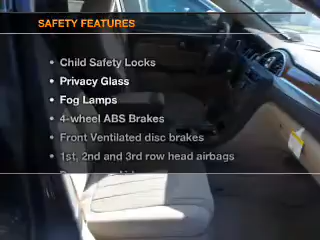 SAFETY FEATURES
• Child Safety Locks
• Privacy Glass
• Fog Lamps
• 4-wheel ABS Brakes
• Front Ventilated disc brakes
• 1st, 2nd and 3rd row head airbags